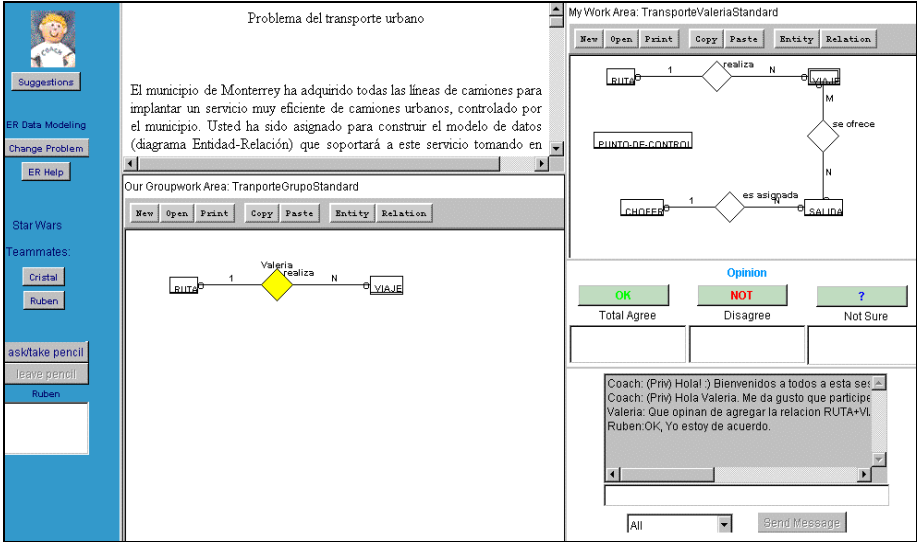 COACH
Suggestions
ER Data Modeling
Change Problem
ER Help
Star Wars
Teammates:
Cristal
Ruben
ask/take pencil
leave pencil
Ruben
Problema del transporte urbano
El municipio de Monterrey ha adquirido todas las líneas de camiones para
implantar un servicio muy eficiente de camiones urbanos, controlado por
el municipio. Usted ha sido asignado para construir el modelo de datos
(diagrama Entidad-Relación) que soportará a este servicio tomando en
Our Groupwork Area: TranporteGrupoStandard
New Open Print Copy Paste Entity Relation
Valeria
realiza
RUTA 1 N VIAJE
My Work Area: TransporteValeriaStandard
New Open Print Copy Paste Entity Relation
realiza
RUTA 1 N VIAJE
M
se ofrece
PUNTO-DE-CONTROL
N
es asignada
CHOFER 1 N SALIDA
Opinion
OK NOT ?
Total Agree Disagree Not Sure
Coach: (Priv) Hola! :) Bienvenidos a todos a esta ses
Coach: (Priv) Hola Valeria. Me da gusto que participe
Valeria: Que opinan de agregar la relacion RUTA+VI
Ruben:OK, Yo estoy de acuerdo.
All
Send Message